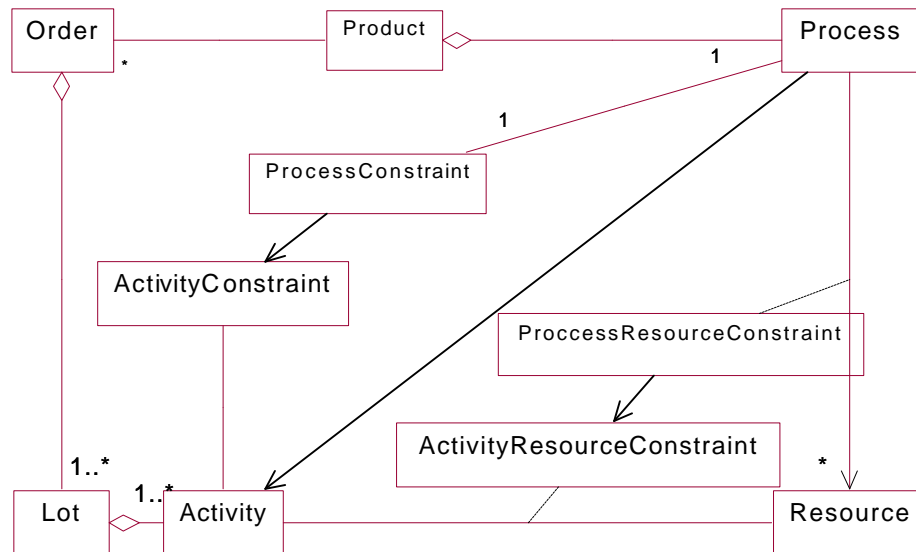 Order
Product
Process
*
1
1
ProcessConstraint
ActivityConstraint
ProccessResourceConstraint
ActivityResourceConstraint
1..*
*
1..*
Lot
Activity
Resource